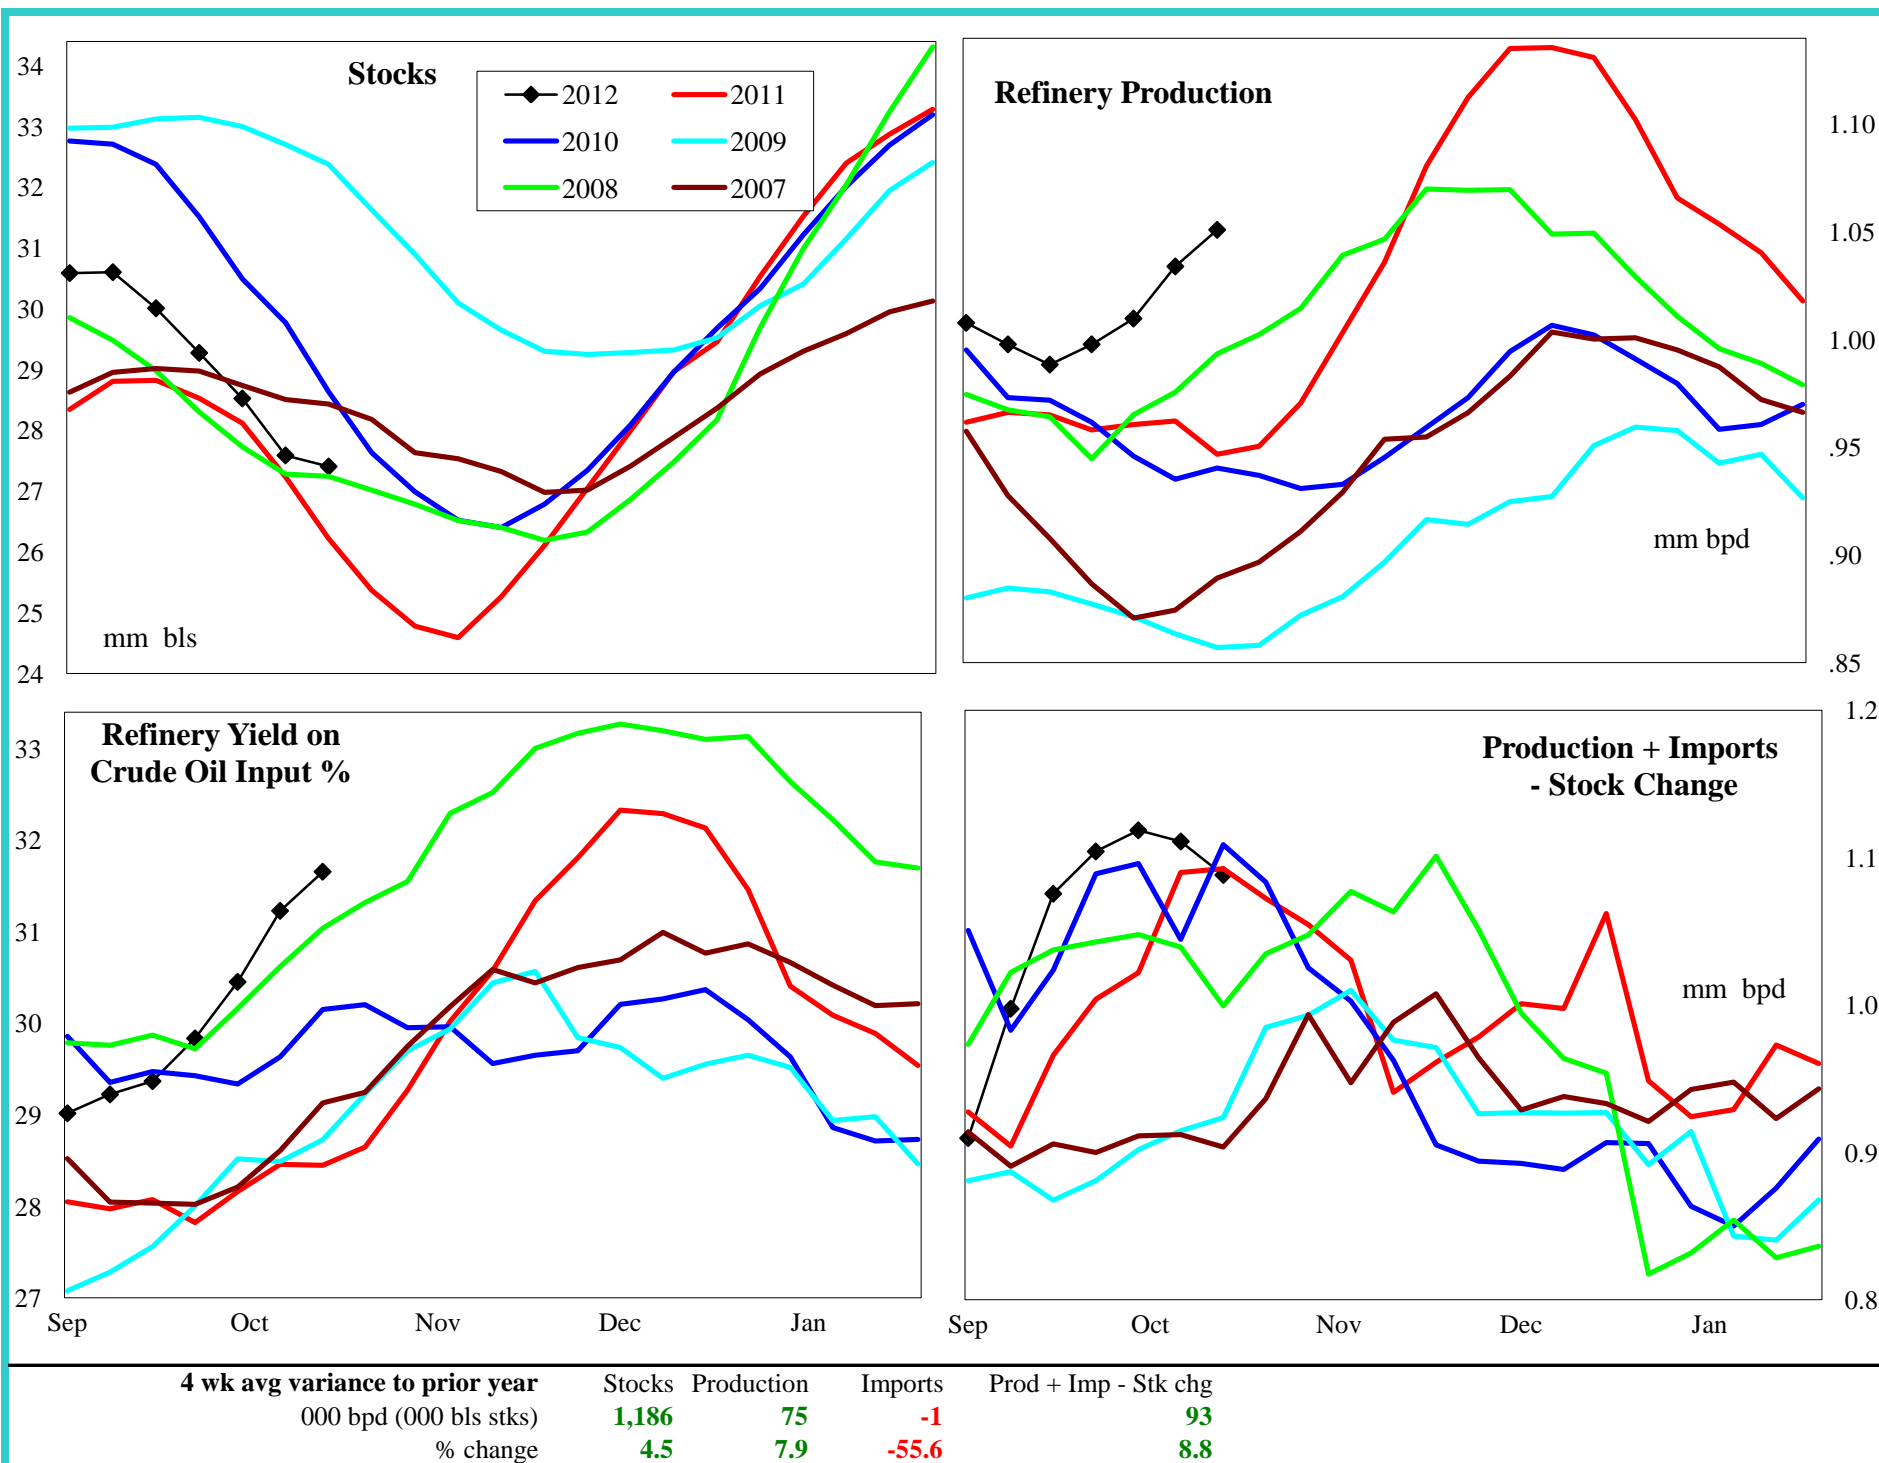 Stocks
2012 2011
2010 2009
2008 2007
34
33
32
31
30
29
28
27
26
25
24
mm bls
Refinery Production
1.10
1.05
1.00
.95
.90
.85
mm bpd
Refinery Yield on
Crude Oil Input %
33
32
31
30
29
28
27
Sep Oct Nov Dec Jan
Production + Imports
- Stock Change
1.2
1.1
1.0
0.9
0.8
mm bpd
Sep Oct Nov Dec Jan
4 wk avg variance to prior year Stocks Production Imports Prod + Imp - Stk chg
000 bpd (000 bls stks) 1,186 75 -1 93
% change 4.5 7.9 -55.6 8.8